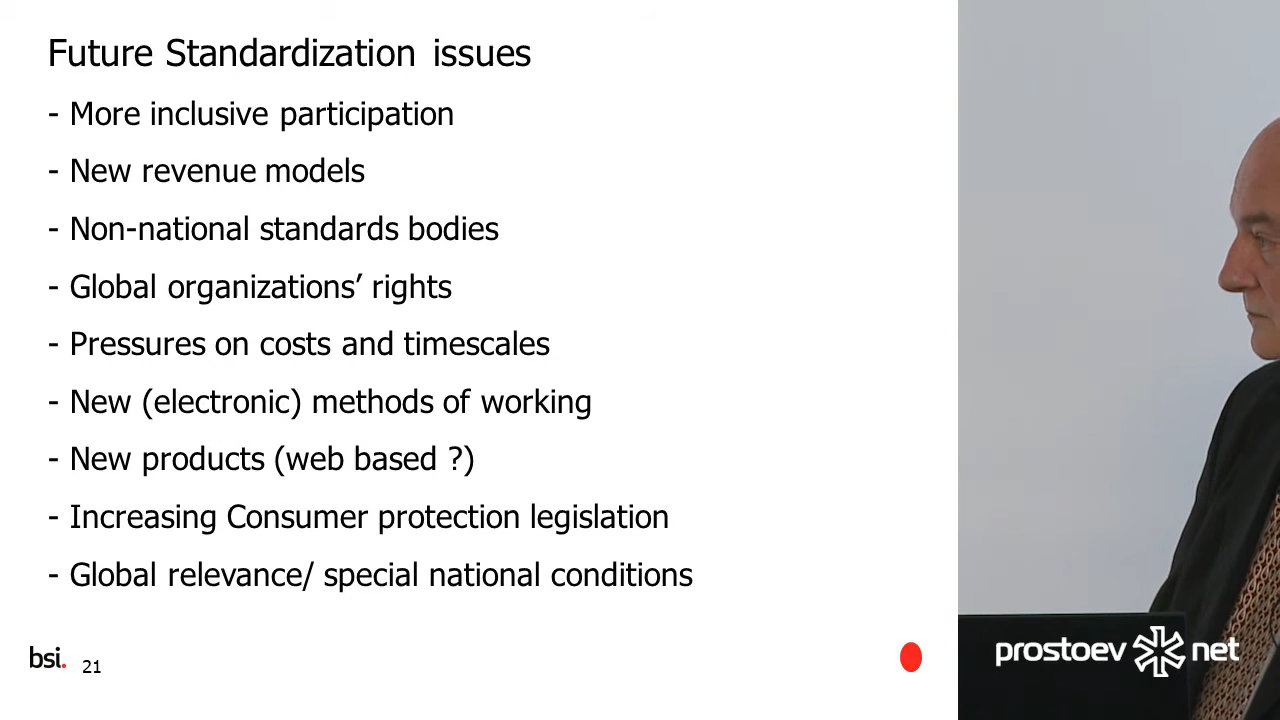 Future Standardization issues
- More inclusive participation
- New revenue models
- Non-national standards bodies
- Global organizations’ rights
- Pressures on costs and timescales
- New (electronic) methods of working
- New products (web based ?)
- Increasing Consumer protection legislation
- Global relevance/ special national conditions
bsi. 21
prostoev net